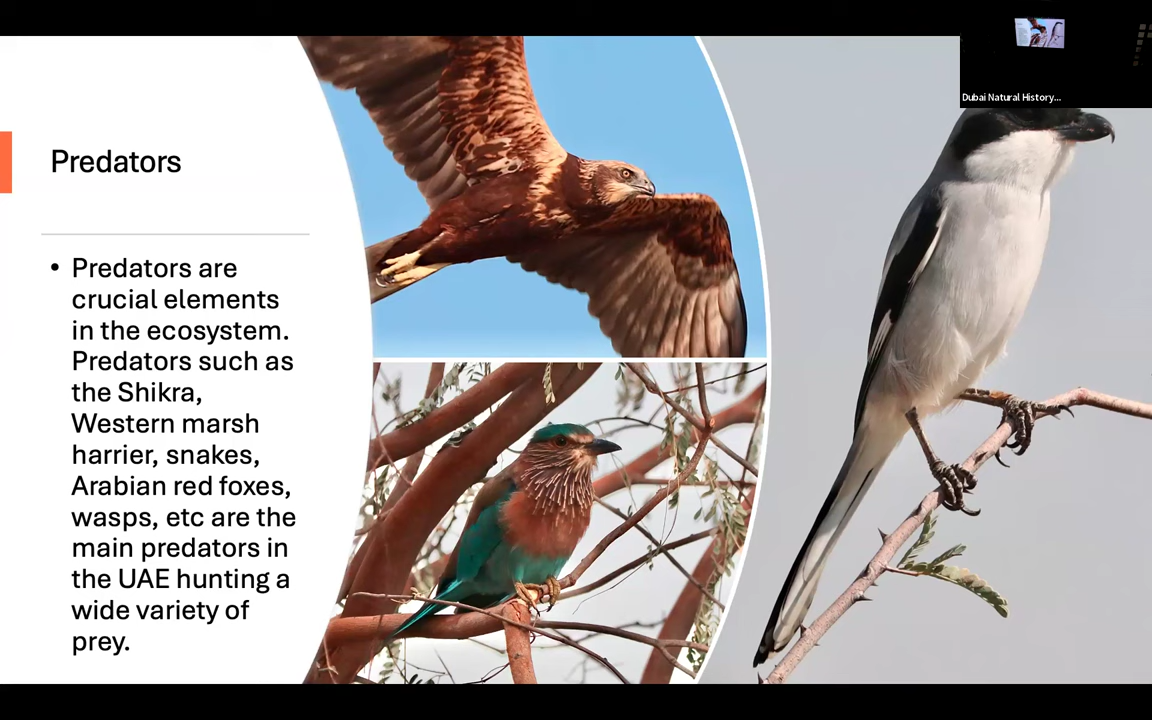 Dubai Natural History...
Predators
• Predators are
crucial elements
in the ecosystem.
Predators such as
the Shikra,
Western marsh
harrier, snakes,
Arabian red foxes,
wasps, etc are the
main predators in
the UAE hunting a
wide variety of
prey.